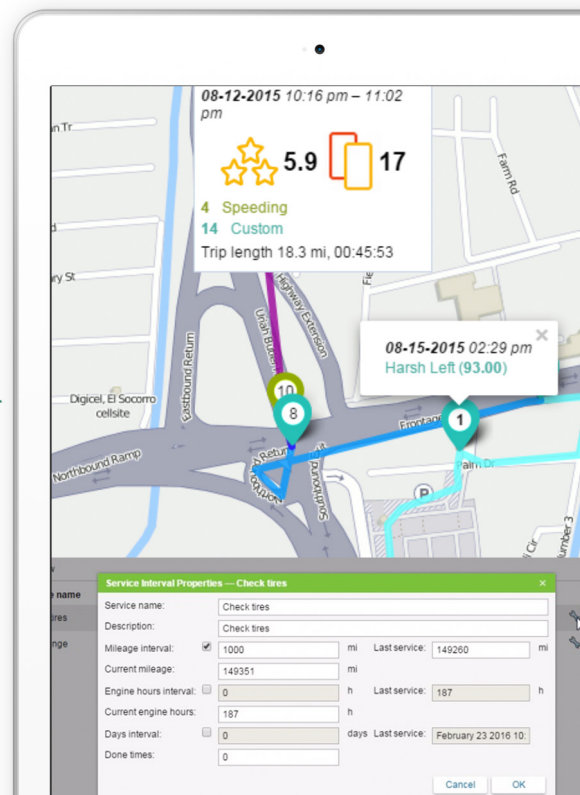 08-12-2015 10:16 pm – 11:02
pm
5.9 17
4 Speeding
14 Custom
Trip length 18.3 mi, 00:45:53
Farm Rd
Highway Extension
Eastbound Return
Digicel, El Socorro
cellsite
08-15-2015 02:29 pm
Harsh Left (93.00)
10
8
1
Northbound Ramp
Palm Dr
P
Service Interval Properties — Check tires
Service name: Check tires
Description: Check tires
Mileage interval: 1000 mi Last service: 149260 mi
Current mileage: 149351 mi
Engine hours interval: 0 h Last service: 187 h
Current engine hours: 187 h
Days interval: 0 days Last service: February 23 2016 10:
Done times: 0
Cancel OK